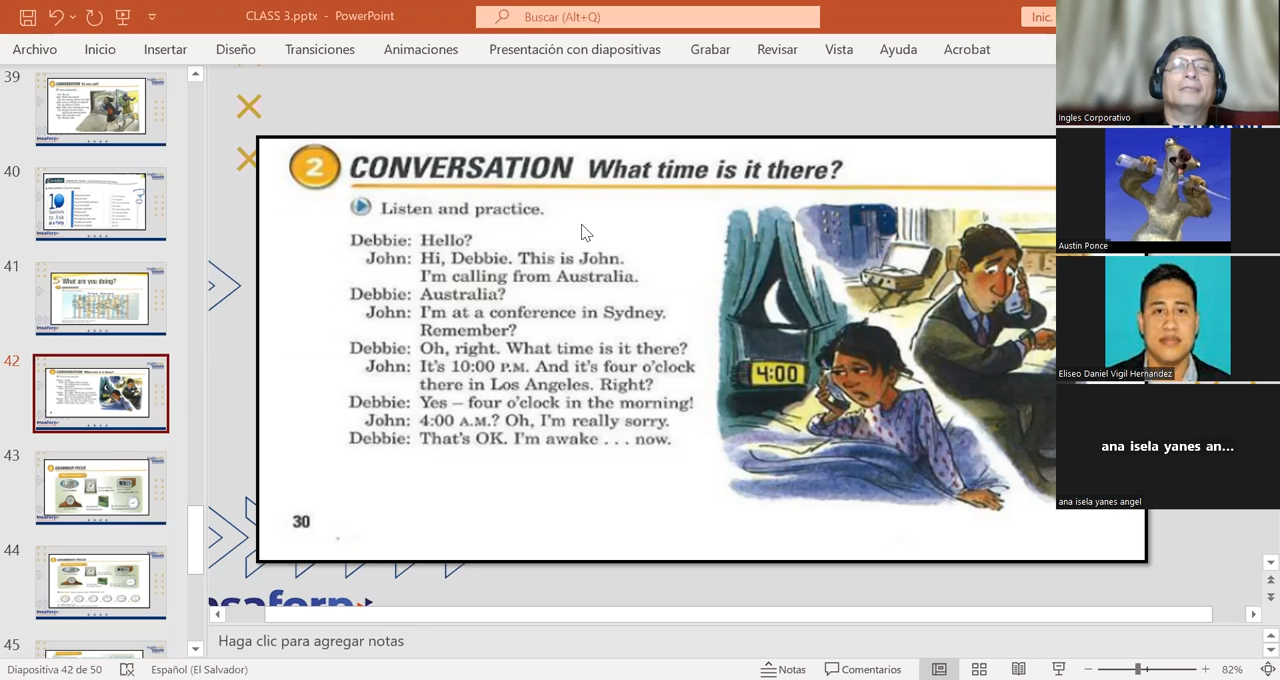 CLASS 3.pptx - PowerPoint
Buscar (Alt+Q)
Inic.
Archivo Inicio Insertar Diseño Transiciones Animaciones Presentación con diapositivas Grabar Revisar Vista Ayuda Acrobat
39
40
41
What are you doing?
42
43
44
45
2 CONVERSATION What time is it there?
Listen and practice.
Debbie: Hello?
John: Hi, Debbie. This is John.
I'm calling from Australia.
Debbie: Australia?
John: I'm at a conference in Sydney.
Remember?
Debbie: Oh, right. What time is it there?
John: It's 10:00 P.M. And it's four o'clock
there in Los Angeles. Right?
Debbie: Yes – four o'clock in the morning!
John: 4:00 A.M.? Oh, I'm really sorry.
Debbie: That's OK. I'm awake . . . now.
4:00
30
Ingles Corporativo
Austin Ponce
Eliseo Daniel Vigil Hernandez
ana isela yanes an...
ana isela yanes angel
Haga clic para agregar notas
Diapositiva 42 de 50 Español (El Salvador) Notas Comentarios 82%